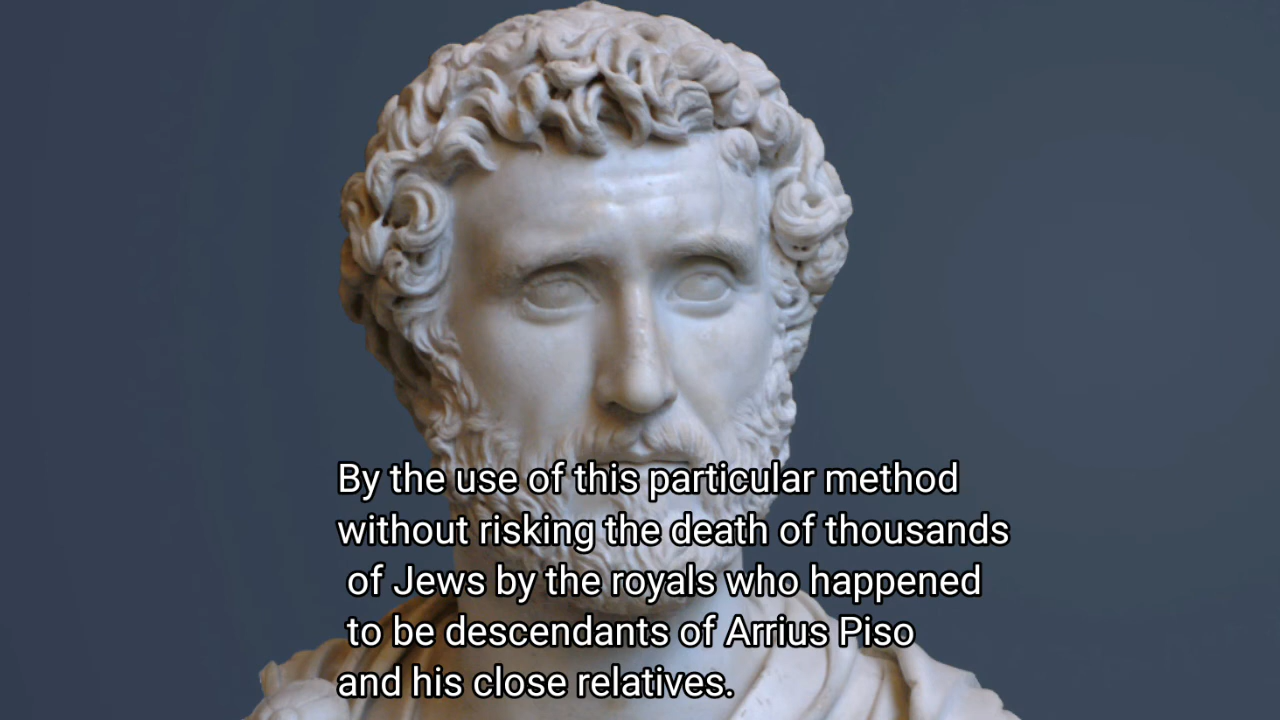 By the use of this particular method
without risking the death of thousands
of Jews by the royals who happened
to be descendants of Arrius Piso
and his close relatives.